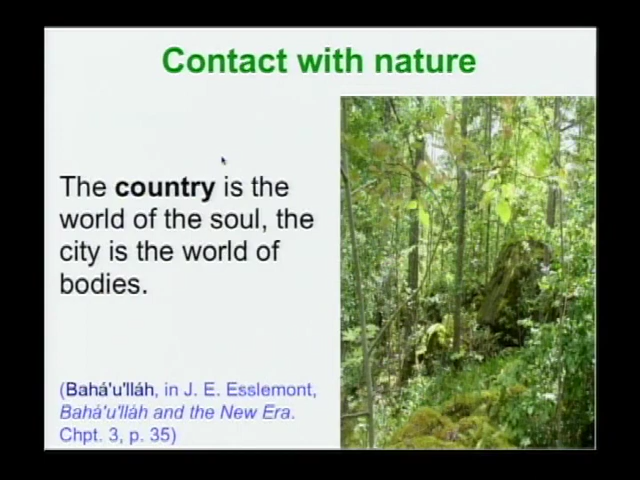 Contact with nature
The country is the
world of the soul, the
city is the world of
bodies.
(Bahá'u'lláh, in J. E. Esslemont,
Bahá'u'lláh and the New Era.
Chpt. 3, p. 35)